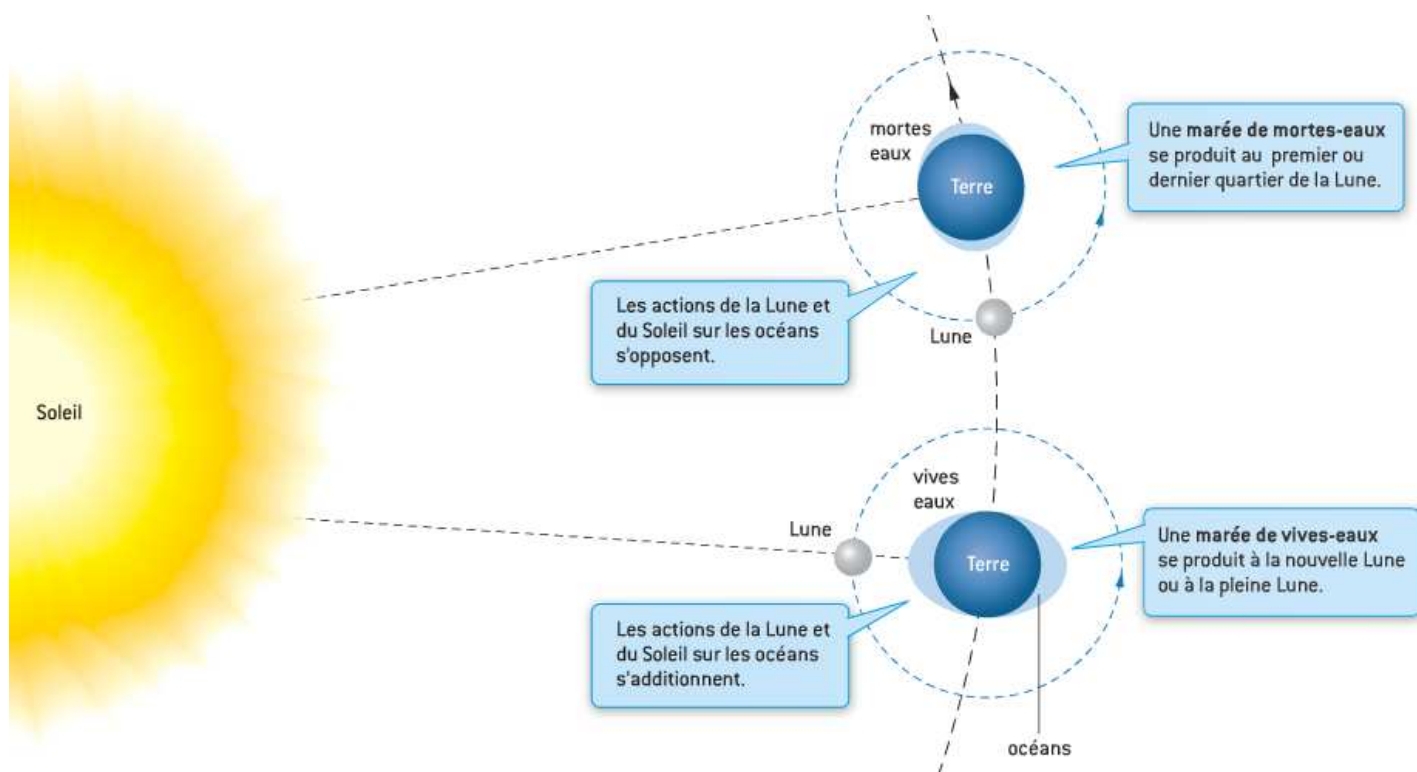 mortes
eaux
Terre
Une marée de mortes-eaux
se produit au premier ou
dernier quartier de la Lune.
Les actions de la Lune et
du Soleil sur les océans
s'opposent.
Lune
Soleil
vives
eaux
Lune
Terre
Une marée de vives-eaux
se produit à la nouvelle Lune
ou à la pleine Lune.
Les actions de la Lune et
du Soleil sur les océans
s'additionnent.
océans